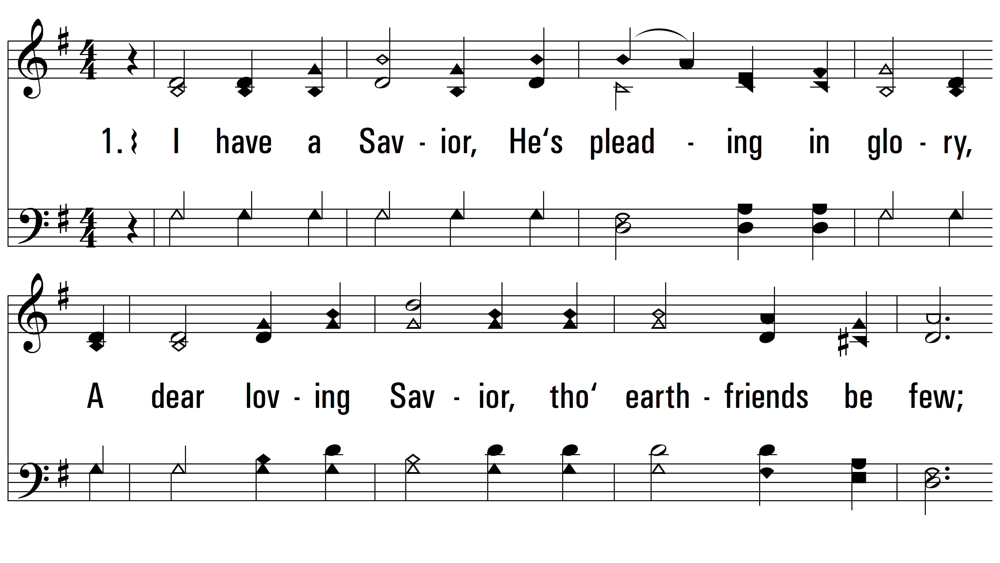 1. I have a Sav - ior, He‘s plead - ing in glo - ry,
A dear lov - ing Sav - ior, tho‘ earth - friends be few;